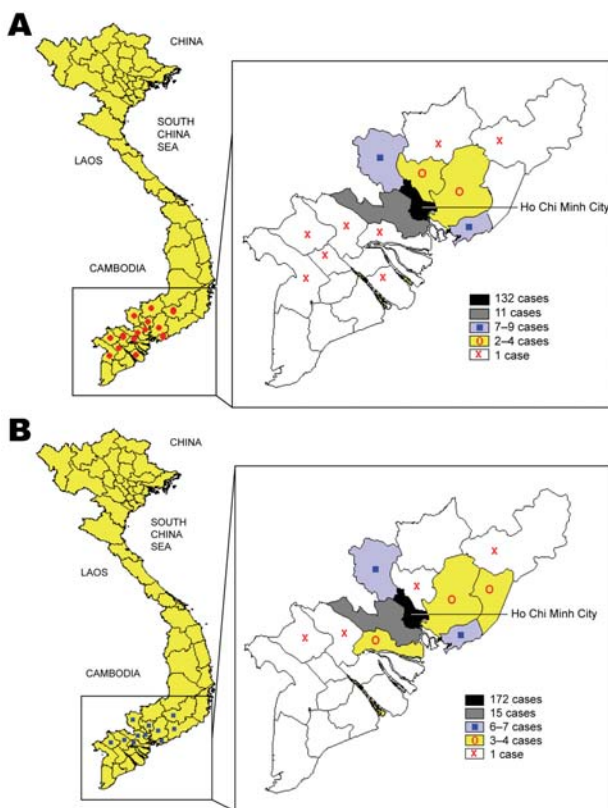 A
CHINA
SOUTH
CHINA
SEA
LAOS
CAMBODIA
X
X
O
O
Ho Chi Minh City
X
X
X
X
X
X
132 cases
11 cases
7–9 cases
O 2–4 cases
X 1 case
B
CHINA
SOUTH
CHINA
SEA
LAOS
CAMBODIA
X
O
O
X
Ho Chi Minh City
X
X
O
172 cases
15 cases
6–7 cases
O 3–4 cases
X 1 case